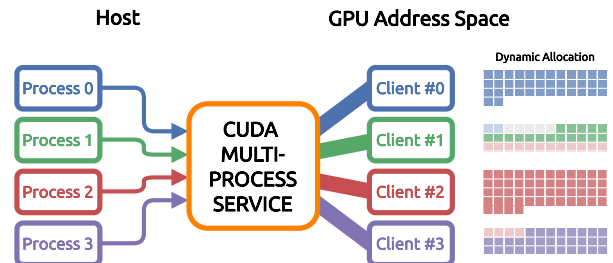 Host
GPU Address Space
Dynamic Allocation
Process 0
Client #0
Process 1
Client #1
CUDA
MULTI-
PROCESS
SERVICE
Process 2
Client #2
Process 3
Client #3